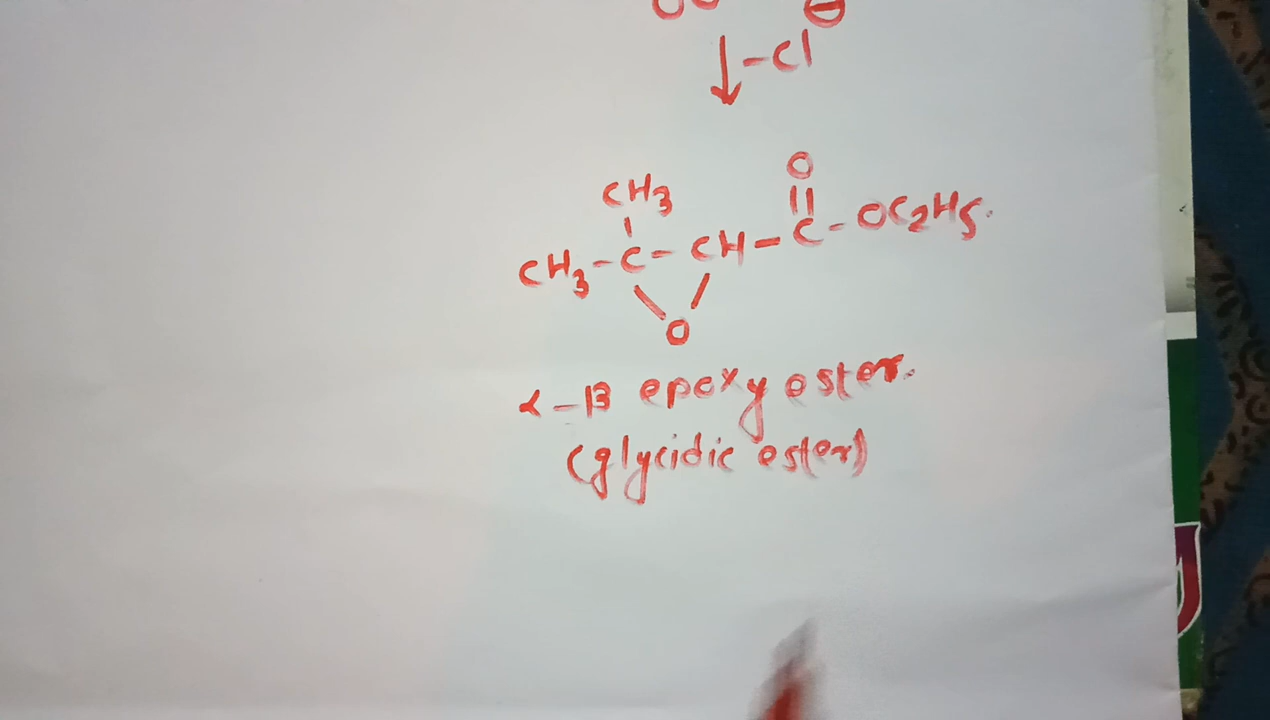 -Cl
O
CH3
CH3-C-CH-C-OC2H5.
O
α-β epoxy ester.
(glycidic ester)